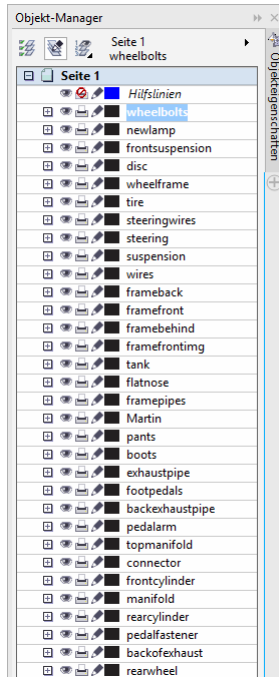 Objekt-Manager
Seite 1
wheelbolts
Objekteigenschaften
Seite 1
Hilfslinien
wheelbolts
newlamp
frontsuspension
disc
wheelframe
tire
steeringwires
steering
suspension
wires
frameback
framefront
framebehind
framefrontimg
tank
flatnose
framepipes
Martin
pants
boots
exhaustpipe
footpedals
backexhaustpipe
pedalarm
topmanifold
connector
frontcylinder
manifold
rearcylinder
pedalfastener
backofexhaust
rearwheel